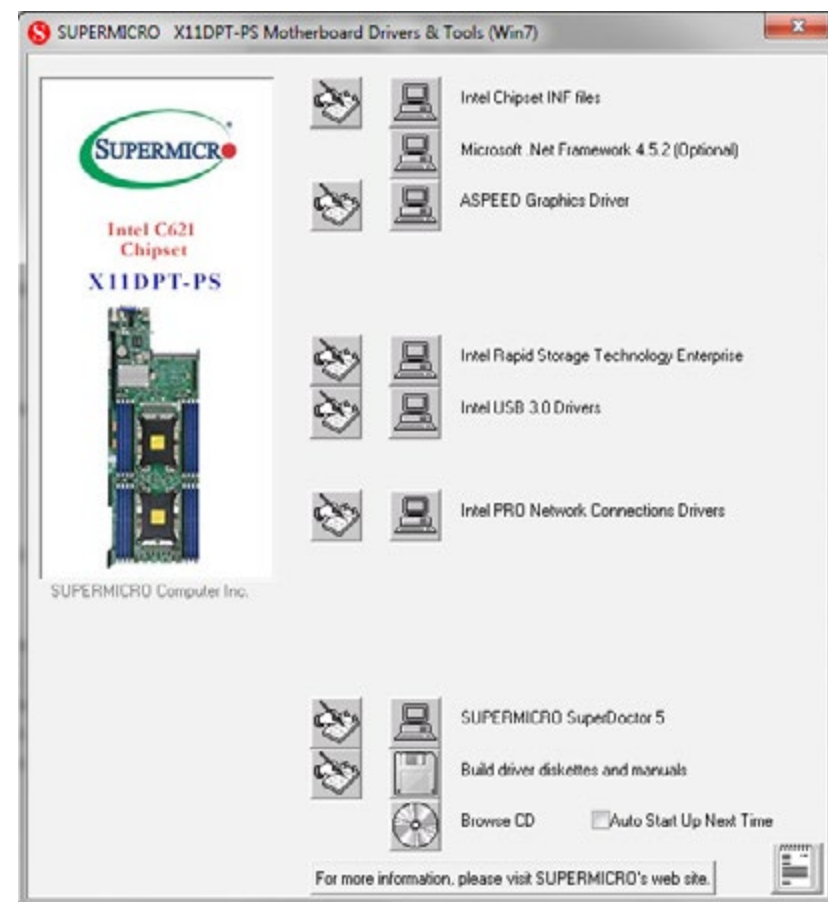 SUPERMICRO X11DPT-PS Motherboard Drivers & Tools (Win7)
SUPERMICR
Intel C621
Chipset
X11DPT-PS
SUPERMICRO Computer Inc.
Intel Chipset INF files
Microsoft .Net Framework 4.5.2 (Optional)
ASPEED Graphics Driver
Intel Rapid Storage Technology Enterprise
Intel USB 3.0 Drivers
Intel PRO Network Connections Drivers
SUPERMICRO SuperDoctor 5
Build driver diskettes and manuals
Browse CD Auto Start Up Next Time
For more information, please visit SUPERMICRO's web site.